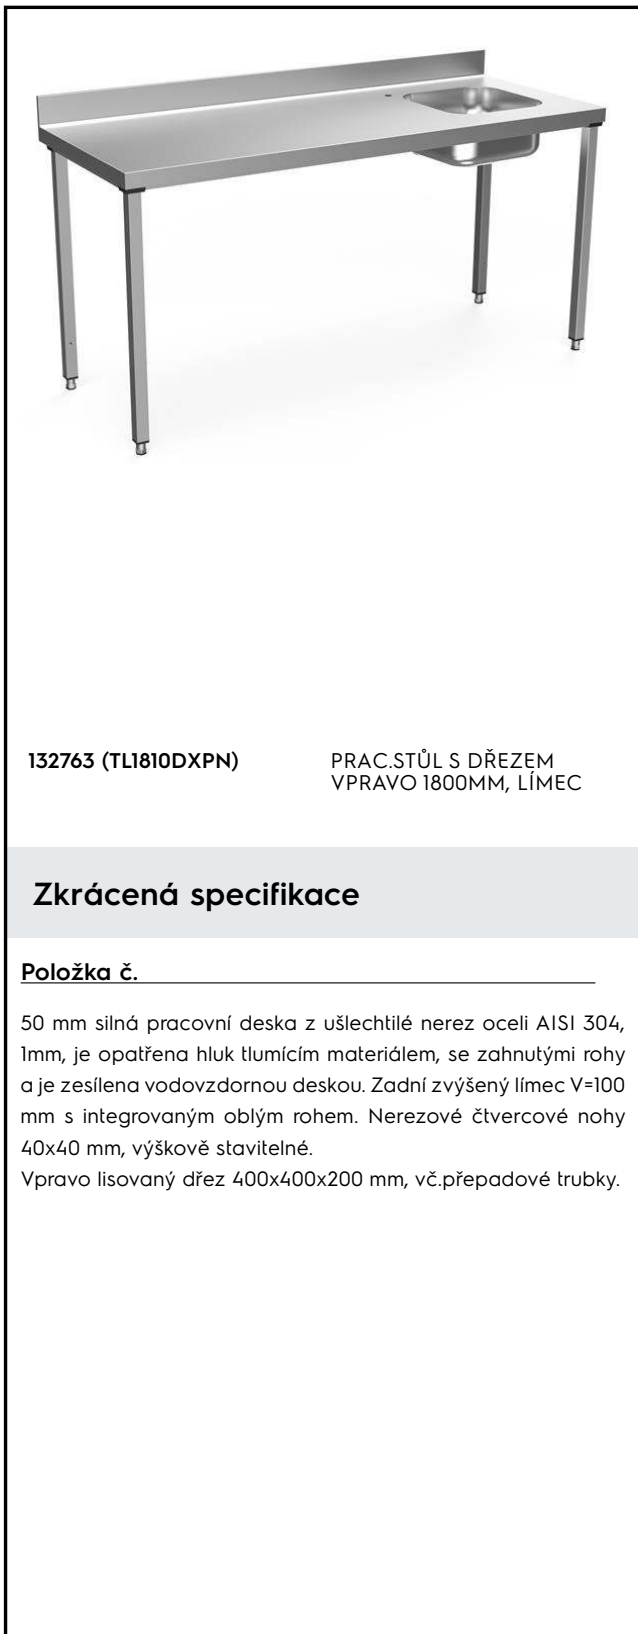 132763 (TL1810DXPN)
PRAC.STŮL S DŘEZEM
VPRAVO 1800MM, LÍMEC
Zkrácená specifikace
Položka č.
50 mm silná pracovní deska z ušlechtilé nerez oceli AISI 304,
1mm, je opatřena hluk tlumícím materiálem, se zahnutými rohy
a je zesílena vodovzdornou deskou. Zadní zvýšený límec V=100
mm s integrovaným oblým rohem. Nerezové čtvercové nohy
40x40 mm, výškově stavitelné.
Vpravo lisovaný dřez 400x400x200 mm, vč.přepadové trubky.